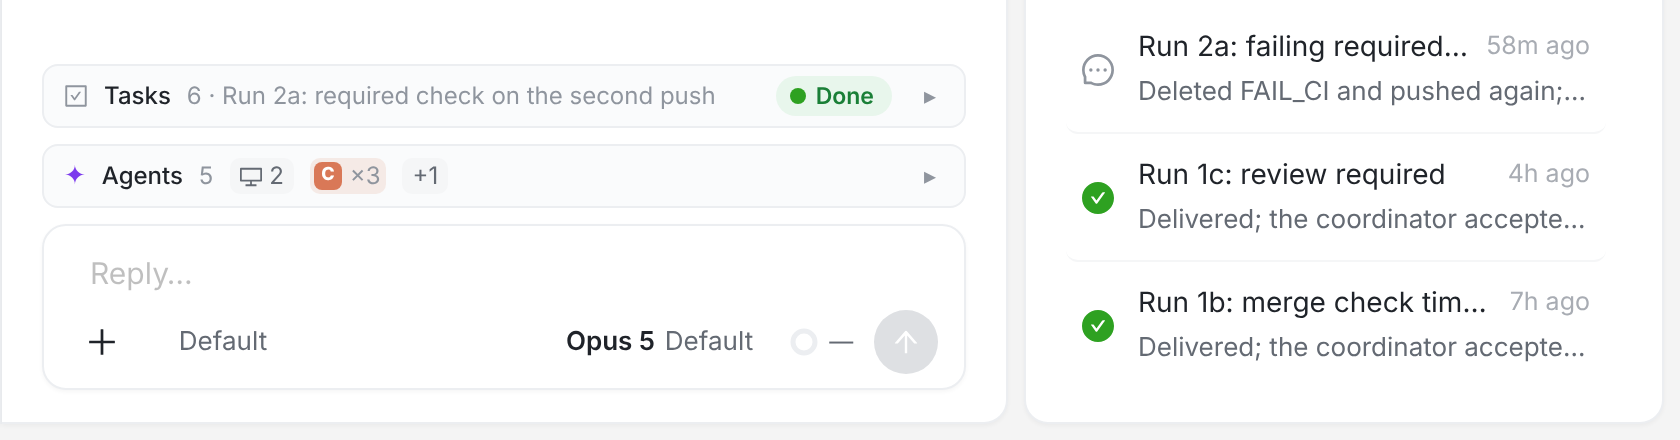 Tasks 6 · Run 2a: required check on the second push Done
Agents 5 2 C ×3 +1
Reply...
Default Opus 5 Default —
Run 2a: failing required... 58m ago
Deleted FAIL_CI and pushed again;...
Run 1c: review required 4h ago
Delivered; the coordinator accepte...
Run 1b: merge check tim... 7h ago
Delivered; the coordinator accepte...